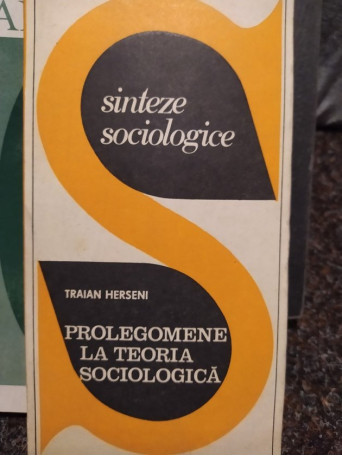 sinteze
sociologice
TRAIAN HERSENI
PROLEGOMENE
LA TEORIA
SOCIOLOGICĂ